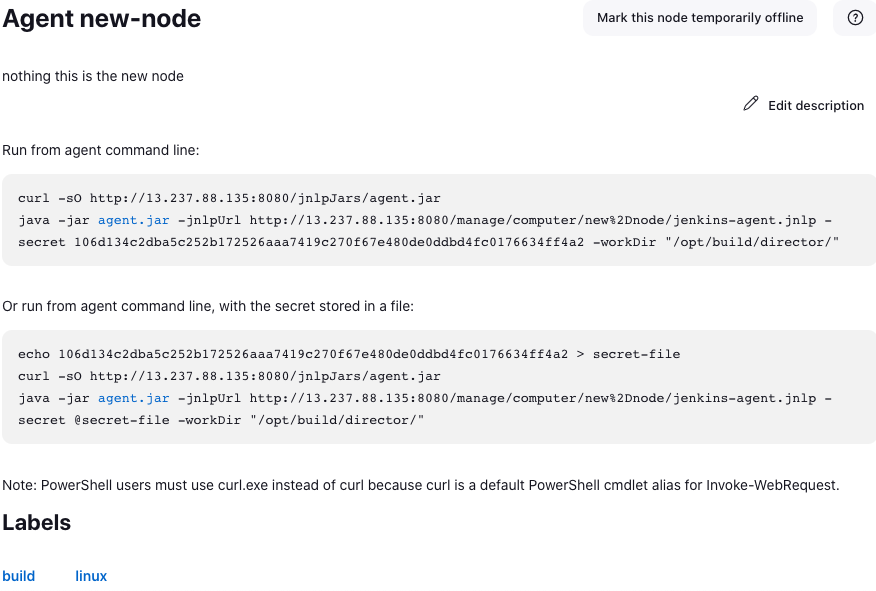 Agent new-node
Mark this node temporarily offline
?
nothing this is the new node
Edit description
Run from agent command line:
curl -sO http://13.237.88.135:8080/jnlpJars/agent.jar
java -jar agent.jar -jnlpUrl http://13.237.88.135:8080/manage/computer/new%2Dnode/jenkins-agent.jnlp -
secret 106d134c2dba5c252b172526aaa7419c270f67e480de0ddbd4fc0176634ff4a2 -workDir "/opt/build/director/"
Or run from agent command line, with the secret stored in a file:
echo 106d134c2dba5c252b172526aaa7419c270f67e480de0ddbd4fc0176634ff4a2 > secret-file
curl -sO http://13.237.88.135:8080/jnlpJars/agent.jar
java -jar agent.jar -jnlpUrl http://13.237.88.135:8080/manage/computer/new%2Dnode/jenkins-agent.jnlp -
secret @secret-file -workDir "/opt/build/director/"
Note: PowerShell users must use curl.exe instead of curl because curl is a default PowerShell cmdlet alias for Invoke-WebRequest.
Labels
build linux